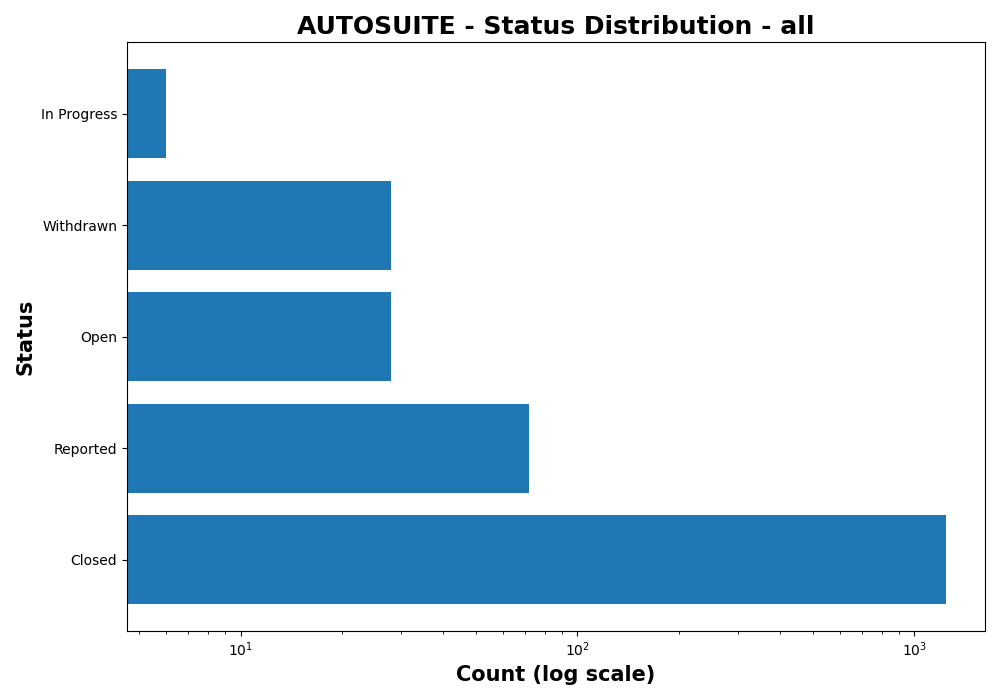 AUTOSUITE - Status Distribution - all
In Progress
Withdrawn
Open
Reported
Closed
Status
10¹
10²
10³
Count (log scale)